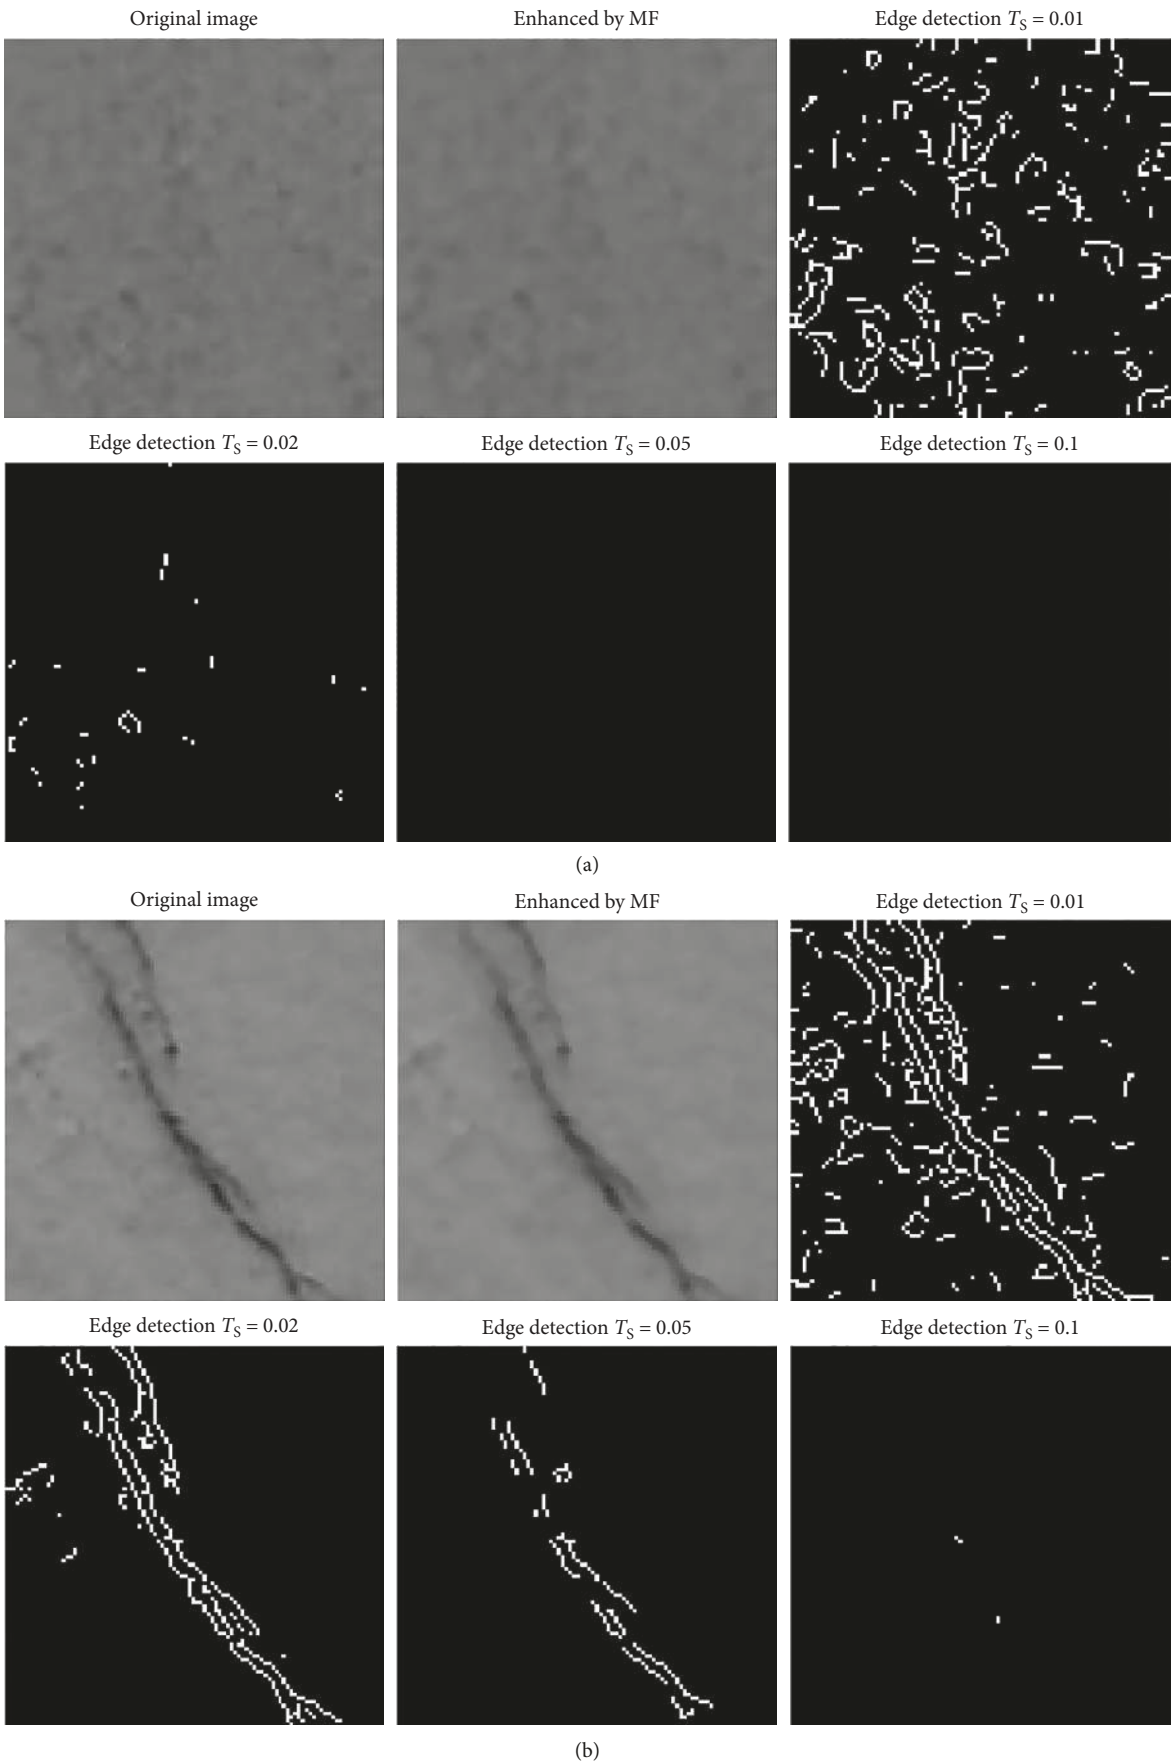 Original image
Enhanced by MF
Edge detection T_S = 0.01
Edge detection T_S = 0.02
Edge detection T_S = 0.05
Edge detection T_S = 0.1
(a)
Original image
Enhanced by MF
Edge detection T_S = 0.01
Edge detection T_S = 0.02
Edge detection T_S = 0.05
Edge detection T_S = 0.1
(b)